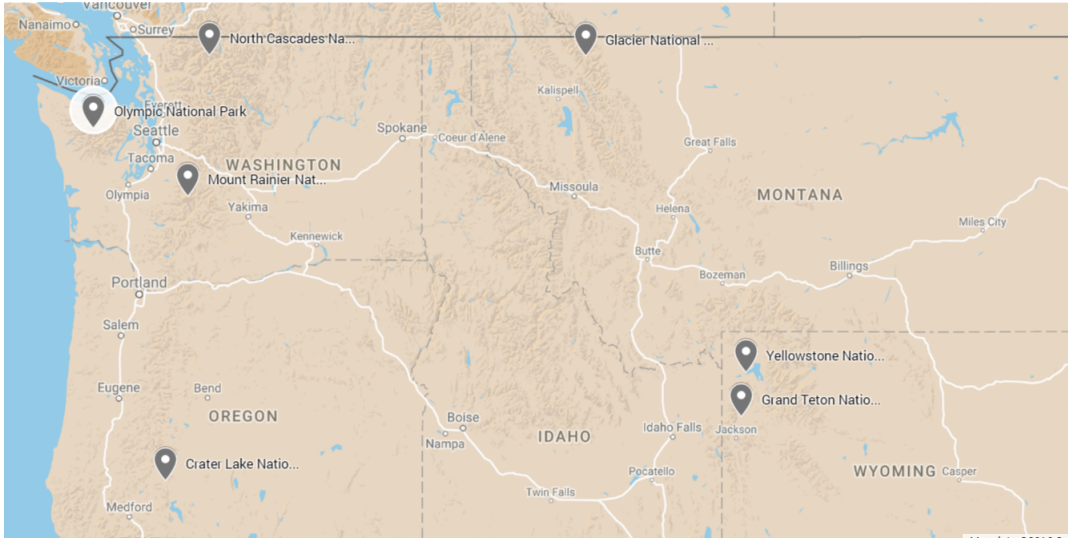 Vancouver
Nanaimo
Surrey
North Cascades Na...
Glacier National ...
Victoria
Kalispell
Everett
Olympic National Park
Seattle
Spokane
Coeur d'Alene
Great Falls
Tacoma
WASHINGTON
Mount Rainier Nat...
Missoula
MONTANA
Olympia
Yakima
Helena
Miles City
Kennewick
Butte
Billings
Bozeman
Portland
Salem
Yellowstone Natio...
Eugene
Bend
Grand Teton Natio...
OREGON
Boise
Nampa
IDAHO
Idaho Falls
Jackson
Crater Lake Natio...
Pocatello
WYOMING
Casper
Twin Falls
Medford